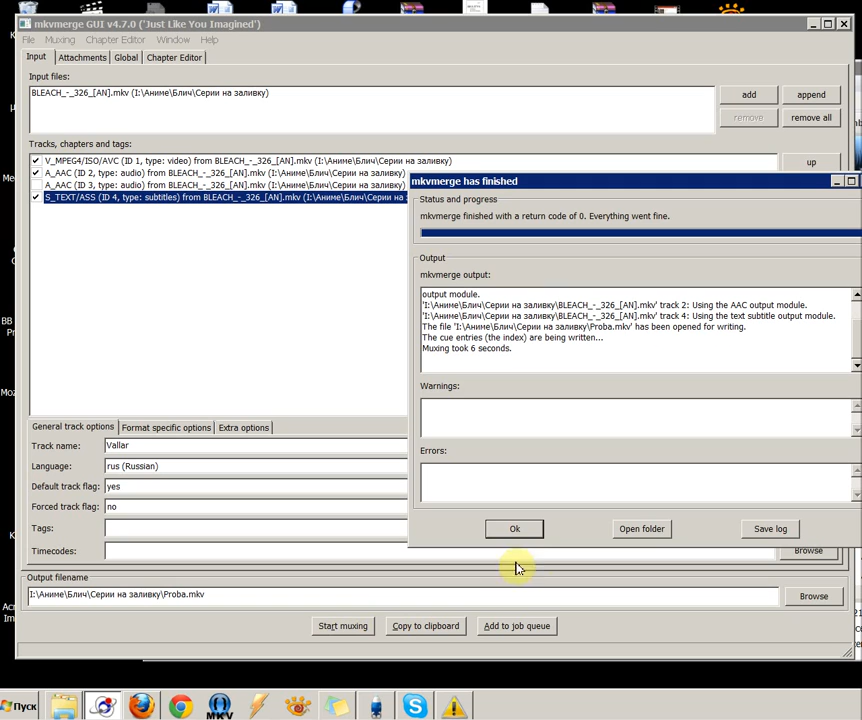 mkvmerge GUI v4.7.0 ('Just Like You Imagined')
File Muxing Chapter Editor Window Help
Input Attachments Global Chapter Editor
Input files:
BLEACH_-_326_[AN].mkv (I:\Аниме\Блич\Серии на заливку)
add append
remove remove all
Tracks, chapters and tags:
V_MPEG4/ISO/AVC (ID 1, type: video) from BLEACH_-_326_[AN].mkv (I:\Аниме\Блич\Серии на заливку)
up
A_AAC (ID 2, type: audio) from BLEACH_-_326_[AN].mkv (I:\Аниме\Блич\Серии на заливку)
A_AAC (ID 3, type: audio) from BLEACH_-_326_[AN].mkv (I:\Аниме\Блич\Серии на заливку)
S_TEXT/ASS (ID 4, type: subtitles) from BLEACH_-_326_[AN].mkv (I:\Аниме\Блич\Серии на
mkvmerge has finished
Status and progress
mkvmerge finished with a return code of 0. Everything went fine.
Output
mkvmerge output:
output module.
'I:\Аниме\Блич\Серии на заливку\BLEACH_-_326_[AN].mkv' track 2: Using the AAC output module.
'I:\Аниме\Блич\Серии на заливку\BLEACH_-_326_[AN].mkv' track 4: Using the text subtitle output module.
The file 'I:\Аниме\Блич\Серии на заливку\Proba.mkv' has been opened for writing.
The cue entries (the index) are being written...
Muxing took 6 seconds.
Warnings:
Errors:
Ok Open folder Save log
General track options Format specific options Extra options
Track name: Vallar
Language: rus (Russian)
Default track flag: yes
Forced track flag: no
Tags:
Timecodes:
Browse
Output filename
I:\Аниме\Блич\Серии на заливку\Proba.mkv
Browse
Start muxing Copy to clipboard Add to job queue
Пуск
MKV